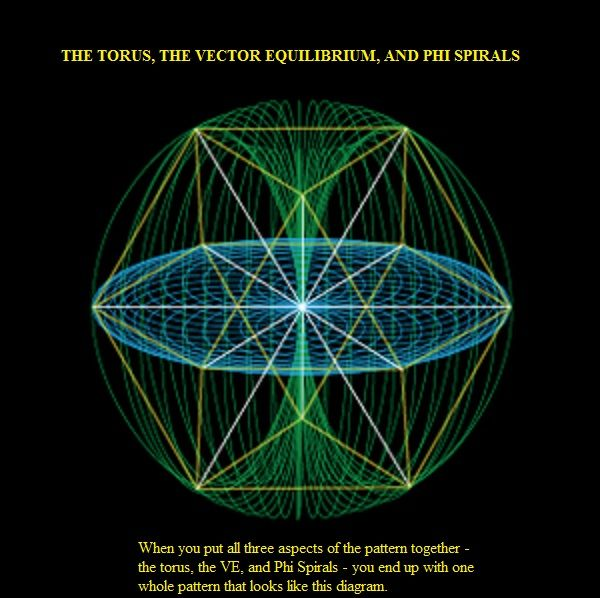 THE TORUS, THE VECTOR EQUILIBRIUM, AND PHI SPIRALS
When you put all three aspects of the pattern together -
the torus, the VE, and Phi Spirals - you end up with one
whole pattern that looks like this diagram.